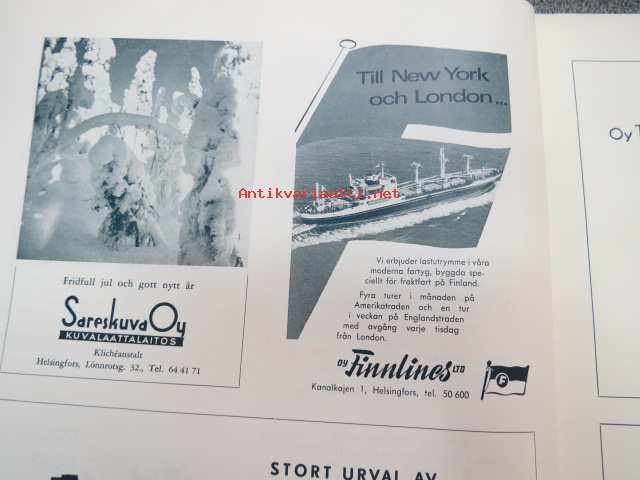 Fridfull jul och gott nytt år
Sareskuva Oy
KUVALAATTALAITOS
Klichéanstalt
Helsingfors, Lönnrotsg. 32., Tel. 64 41 71
Till New York
och London...
Antikvariaatti.net
Vi erbjuder lastutrymme i våra
moderna fartyg, byggda spe-
ciellt för fraktfart på Finland.
Fyra turer i månaden på
Amerikatraden och en tur
i veckan på Englandstraden
med avgång varje tisdag
från London.
OY Finnlines LTD
F
Kanalkajen 1, Helsingfors, tel. 50 600
Oy T
STORT URVAL AV